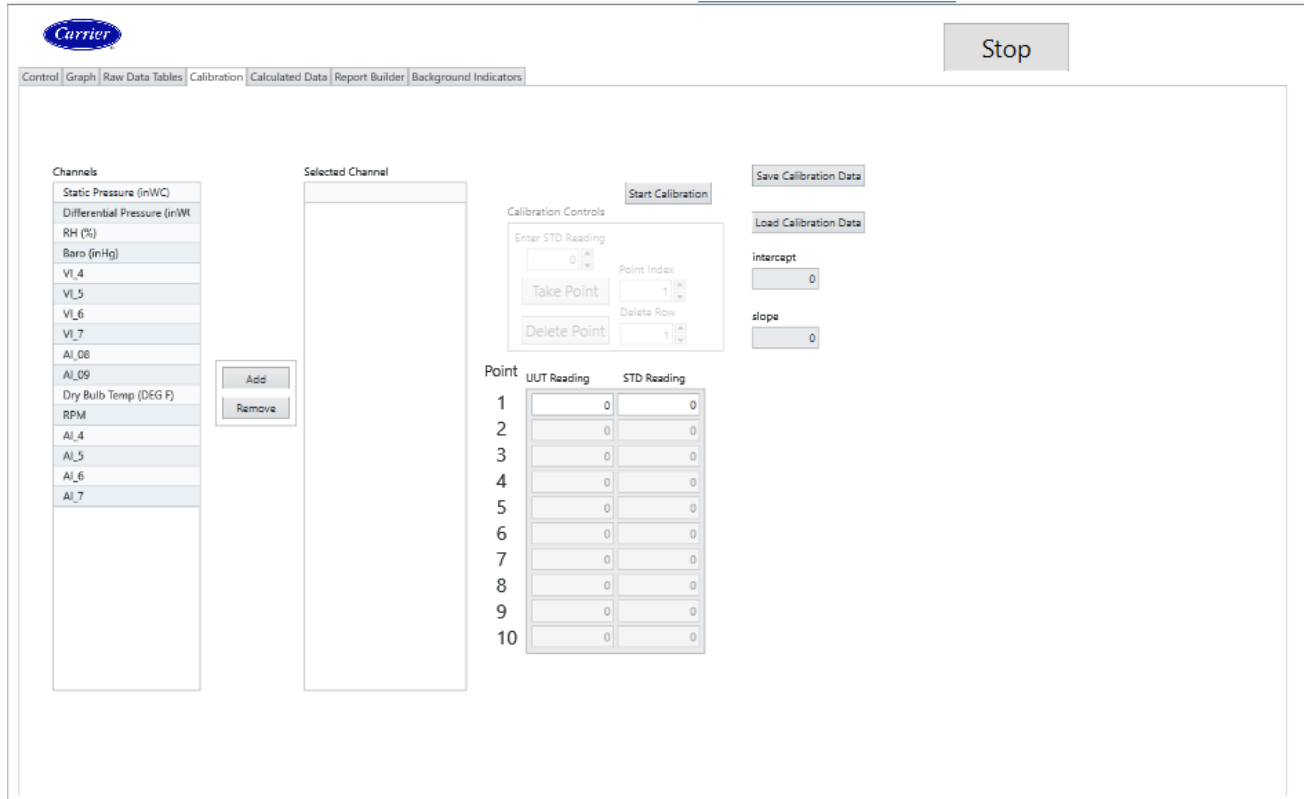 Carrier
Stop
Control Graph Raw Data Tables Calibration Calculated Data Report Builder Background Indicators
Channels
Static Pressure (inWC)
Differential Pressure (inWC
RH (%)
Baro (inHg)
VI_4
VI_5
VI_6
VI_7
AI_08
AI_09
Dry Bulb Temp (DEG F)
RPM
AI_4
AI_5
AI_6
AI_7
Add
Remove
Selected Channel
Start Calibration
Calibration Controls
Enter STD Reading
0
Point Index
Take Point 1
Delete Row
Delete Point 1
Save Calibration Data
Load Calibration Data
intercept
0
slope
0
Point UUT Reading STD Reading
1 0 0
2 0 0
3 0 0
4 0 0
5 0 0
6 0 0
7 0 0
8 0 0
9 0 0
10 0 0